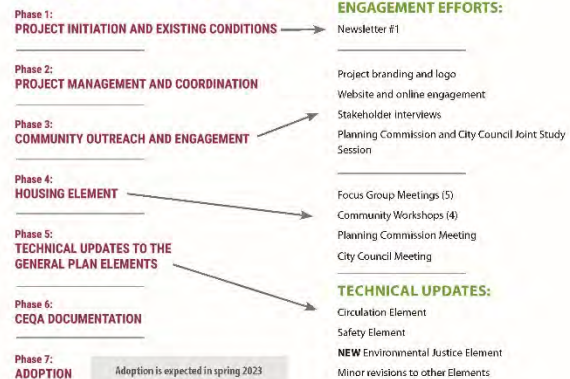 Phase 1:
PROJECT INITIATION AND EXISTING CONDITIONS
Phase 2:
PROJECT MANAGEMENT AND COORDINATION
Phase 3:
COMMUNITY OUTREACH AND ENGAGEMENT
Phase 4:
HOUSING ELEMENT
Phase 5:
TECHNICAL UPDATES TO THE
GENERAL PLAN ELEMENTS
Phase 6:
CEQA DOCUMENTATION
Phase 7:
ADOPTION
Adoption is expected in spring 2023
ENGAGEMENT EFFORTS:
Newsletter #1
Project branding and logo
Website and online engagement
Stakeholder interviews
Planning Commission and City Council Joint Study
Session
Focus Group Meetings (5)
Community Workshops (4)
Planning Commission Meeting
City Council Meeting
TECHNICAL UPDATES:
Circulation Element
Safety Element
NEW Environmental Justice Element
Minor revisions to other Elements